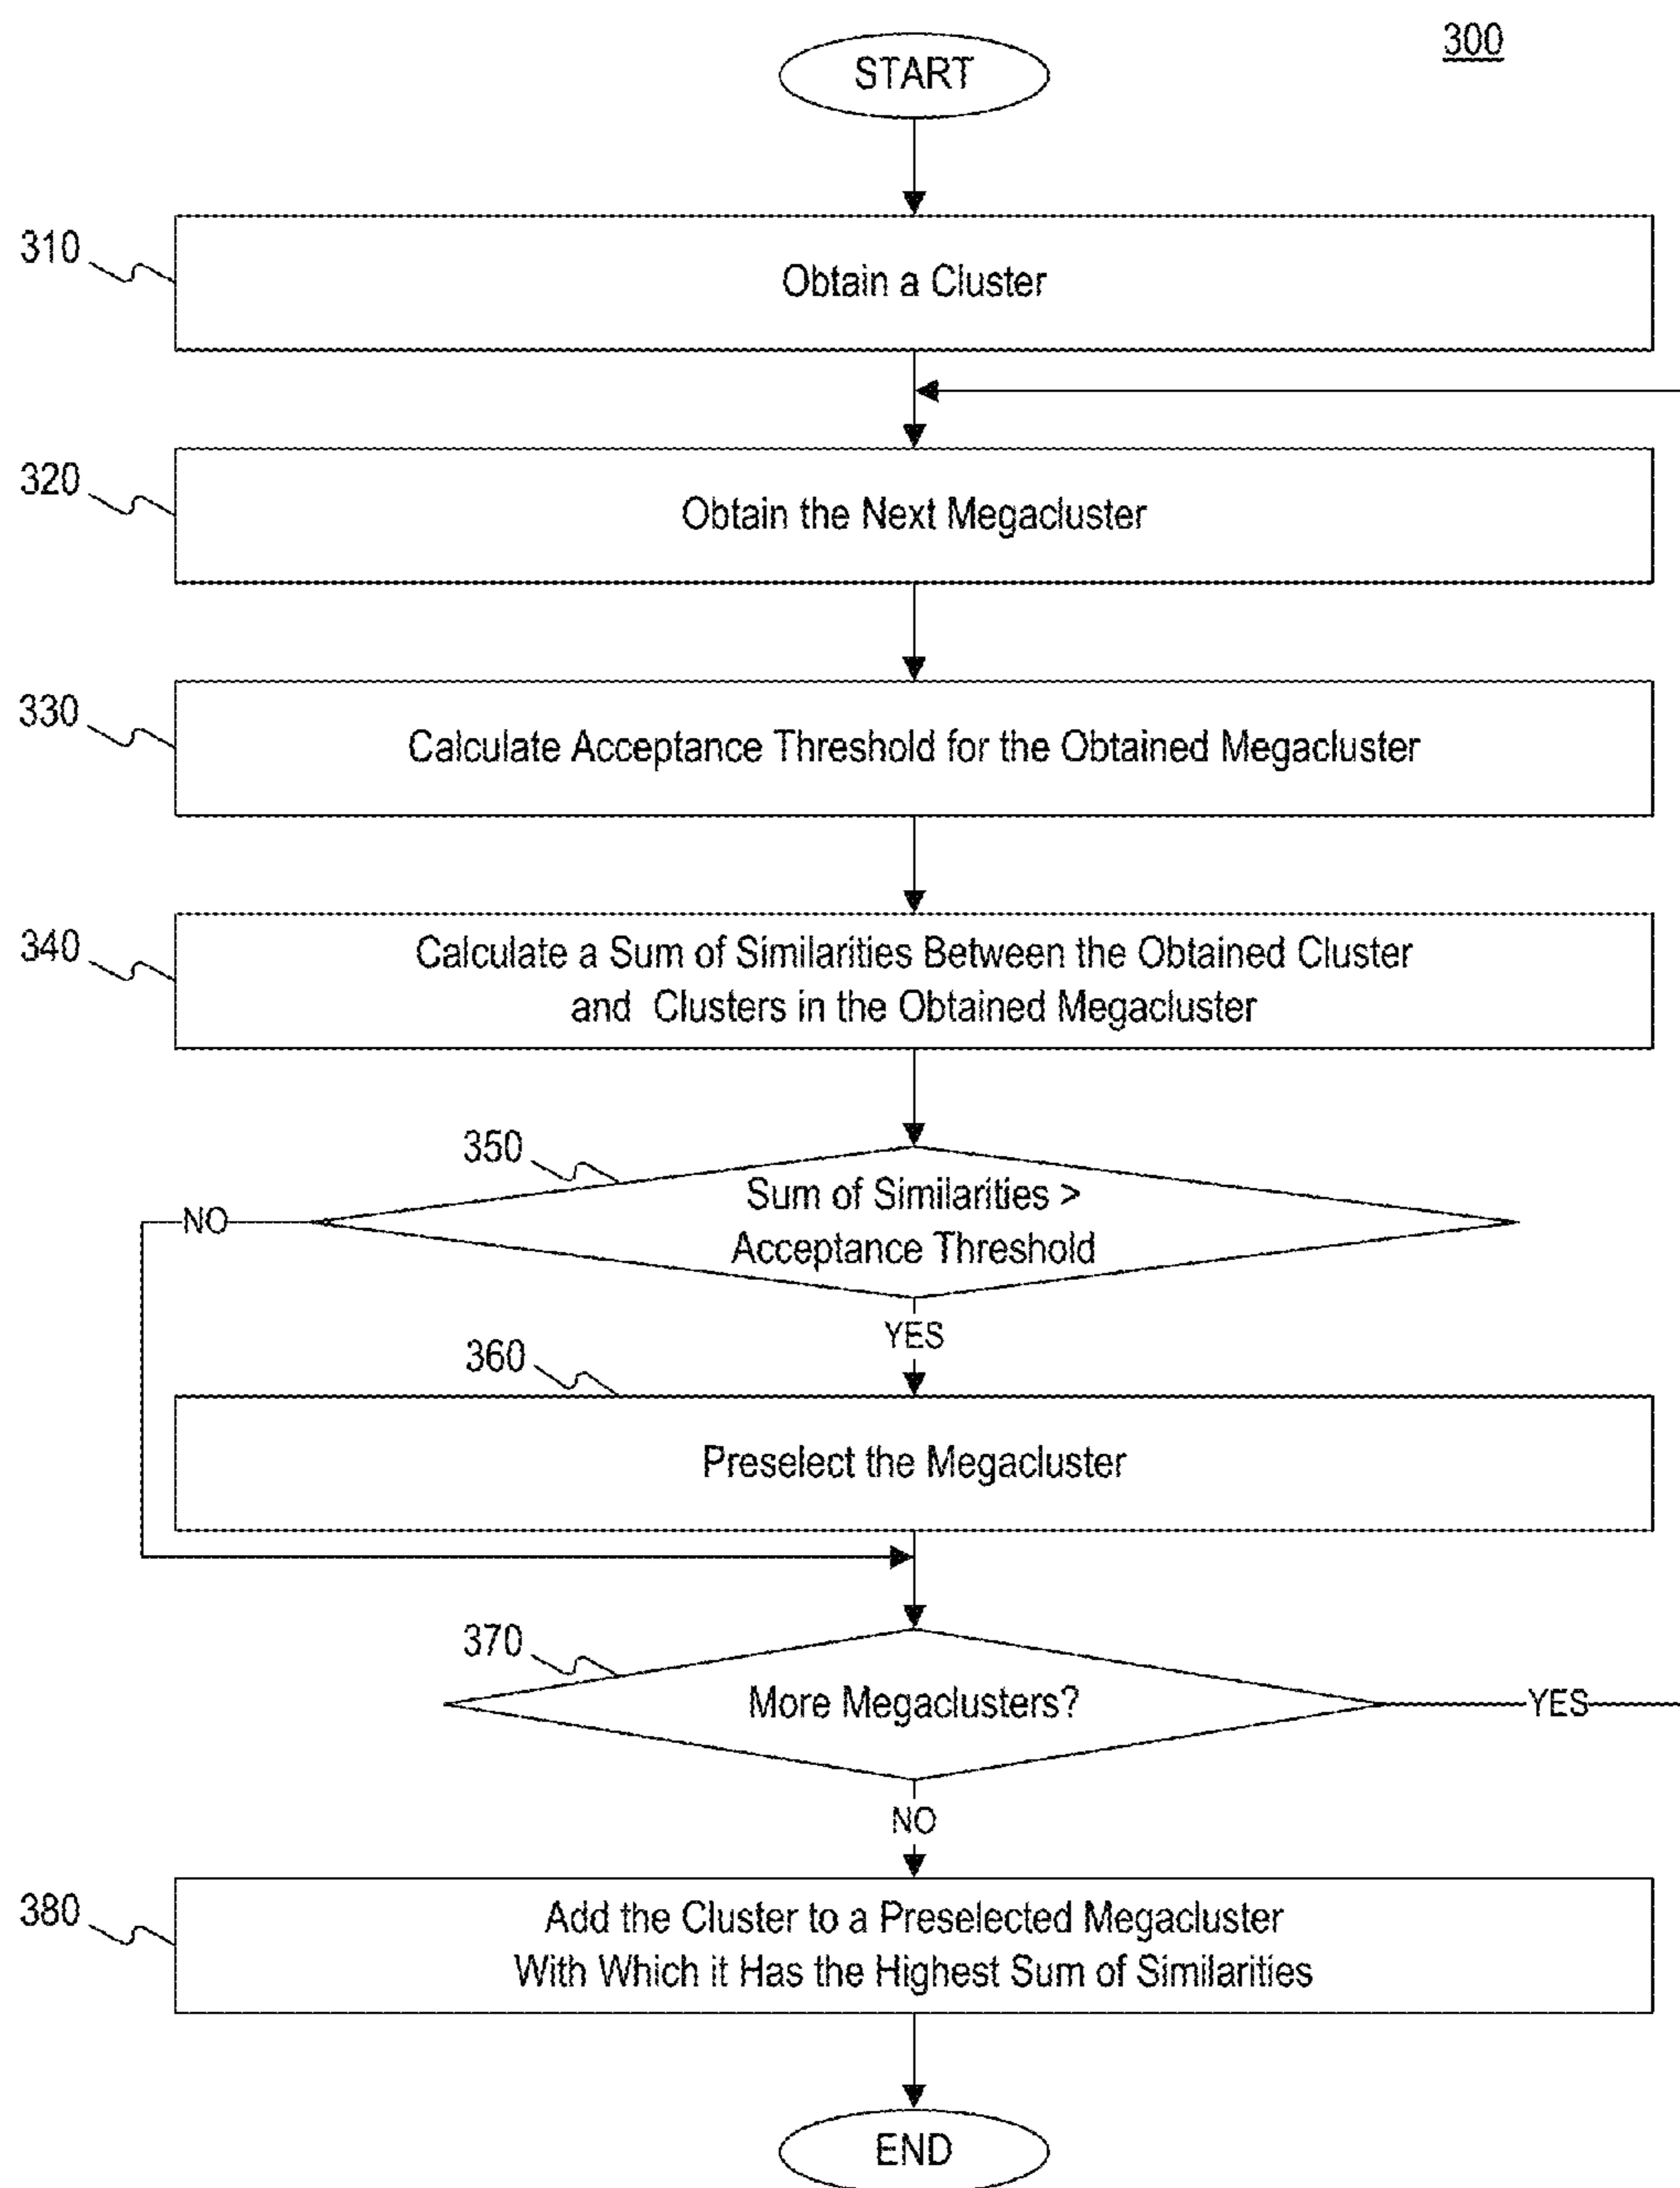 300
START
310
Obtain a Cluster
320
Obtain the Next Megacluster
330
Calculate Acceptance Threshold for the Obtained Megacluster
340
Calculate a Sum of Similarities Between the Obtained Cluster
and Clusters in the Obtained Megacluster
350
Sum of Similarities >
Acceptance Threshold
NO
YES
360
Preselect the Megacluster
370
More Megaclusters?
YES
NO
380
Add the Cluster to a Preselected Megacluster
With Which it Has the Highest Sum of Similarities
END